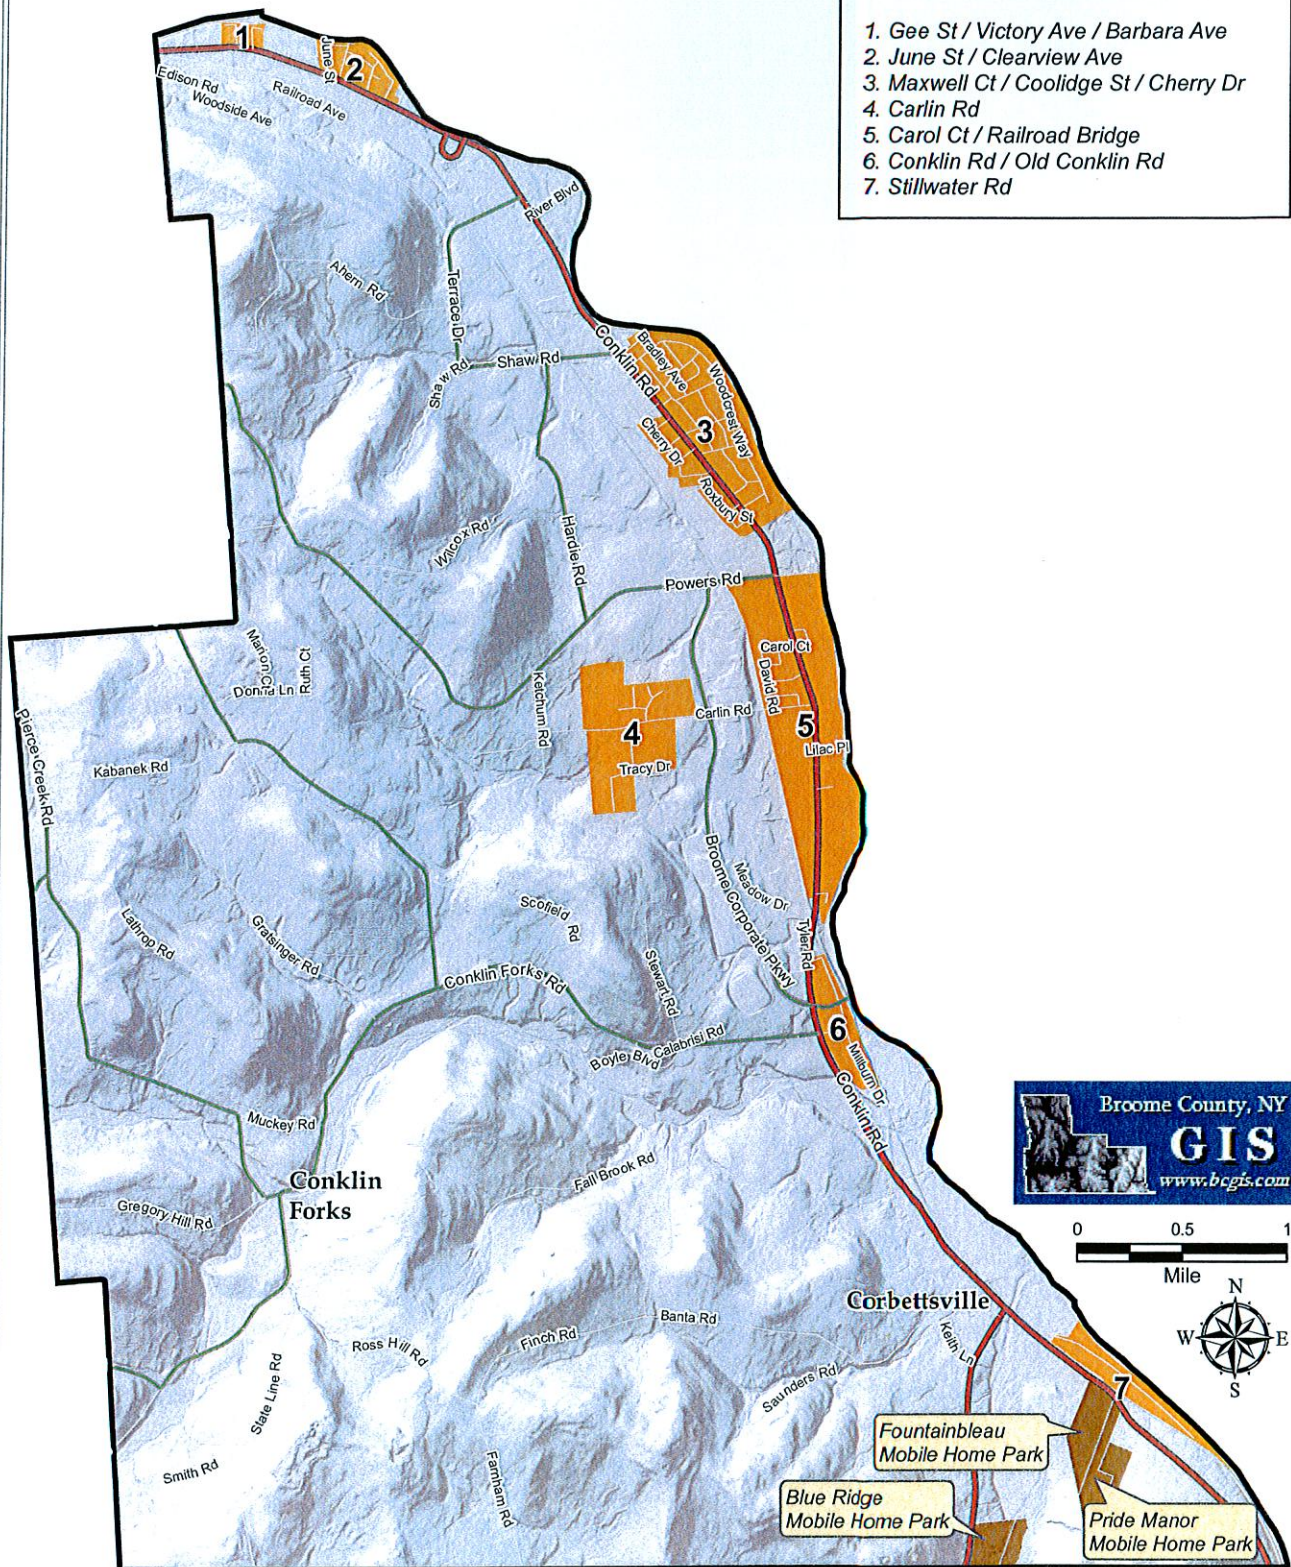 1. Gee St / Victory Ave / Barbara Ave
2. June St / Clearview Ave
3. Maxwell Ct / Coolidge St / Cherry Dr
4. Carlin Rd
5. Carol Ct / Railroad Bridge
6. Conklin Rd / Old Conklin Rd
7. Stillwater Rd
1
June St
2
Edison Rd
Woodside Ave
Railroad Ave
River Blvd
Ahern Rd
Terrace Dr
Conklin Rd
Bradley Ave
Woodcrest Way
Shaw Rd
Shaw Rd
3
Cherry Dr
Roxbury St
Wilcox Rd
Hardie Rd
Powers Rd
Marion Ct
Ruth Ct
Donna Ln
Carol Ct
David Rd
Ketchum Rd
Carlin Rd
4
5
Lilac Pl
Pierce Creek Rd
Kabanek Rd
Tracy Dr
Broome Corporate Pkwy
Meadow Dr
Lathrop Rd
Gratsinger Rd
Scofield Rd
Stewart Rd
Tyler Rd
Conklin Forks Rd
6
Boyle Blvd
Calabrisi Rd
Millburn Dr
Conklin Rd
Muckey Rd
Broome County, NY
GIS
www.bcgis.com
Fall Brook Rd
Conklin
Forks
Gregory Hill Rd
0 0.5 1
Mile
N
W E
S
Corbettsville
Keith Ln
Banta Rd
Finch Rd
Ross Hill Rd
State Line Rd
Saunders Rd
7
Fountainbleau
Mobile Home Park
Smith Rd
Farnham Rd
Blue Ridge
Mobile Home Park
Pride Manor
Mobile Home Park